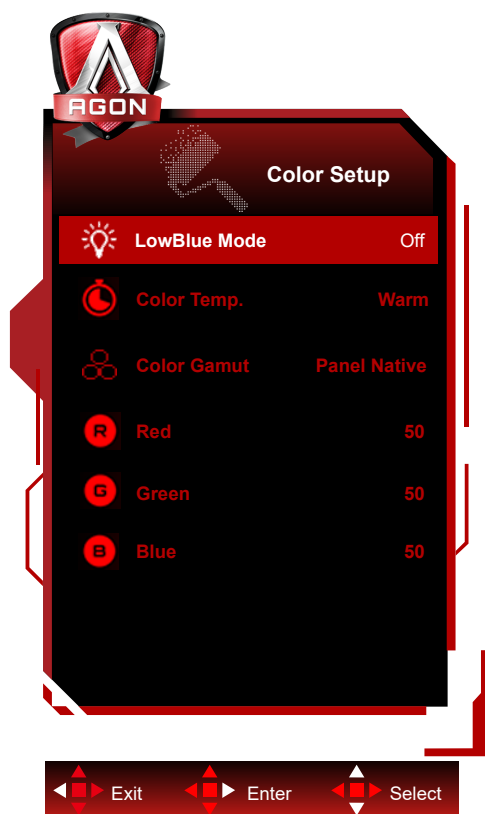 AGON
Color Setup
LowBlue Mode Off
Color Temp. Warm
Color Gamut Panel Native
R Red 50
G Green 50
B Blue 50
Exit Enter Select